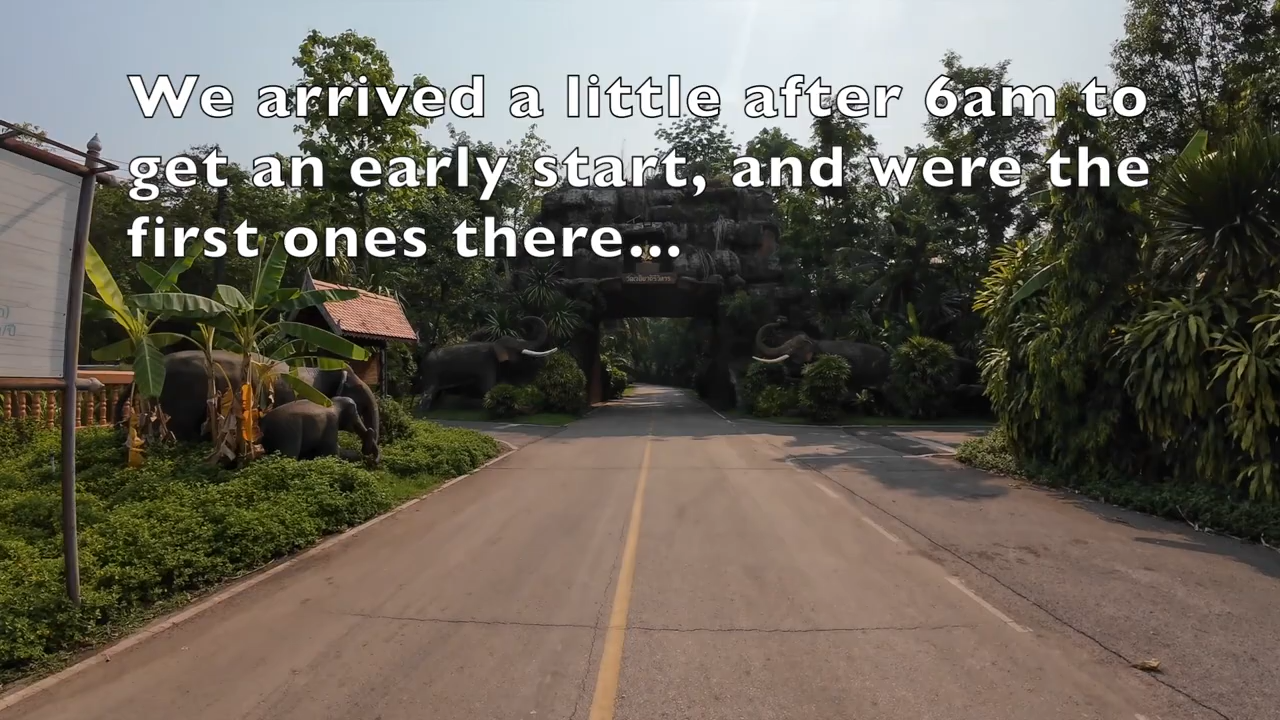 We arrived a little after 6am to
get an early start, and were the
first ones there...